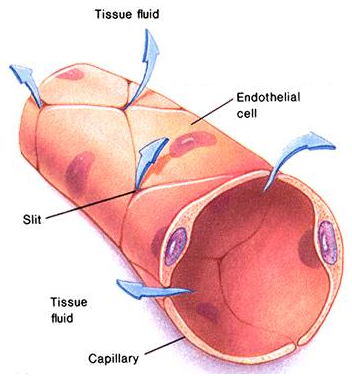 Tissue fluid
Endothelial
cell
Slit
Tissue
fluid
Capillary